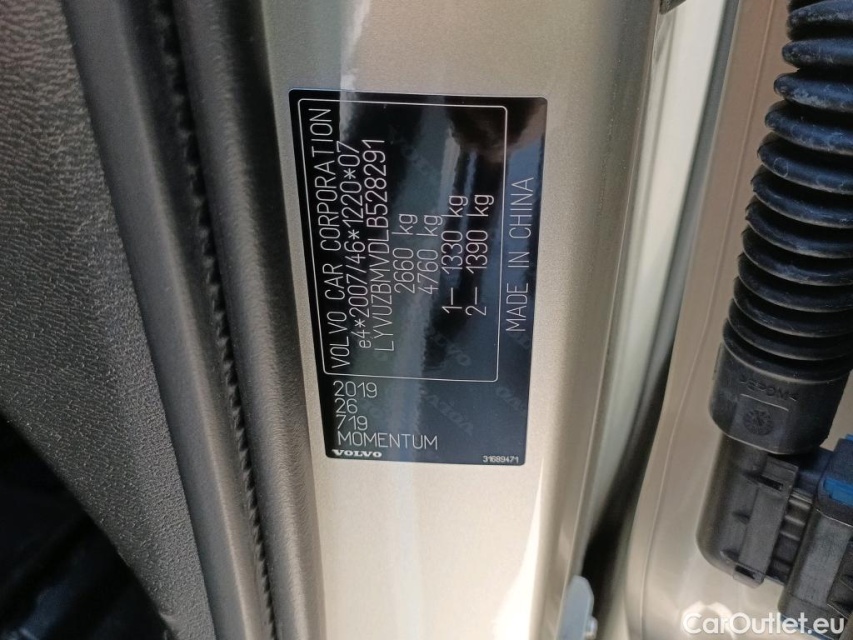 VOLVO CAR CORPORATION
e4*2007/46*1220*07
LYVUZBMVDLB528291
2660 kg
4760 kg
1– 1330 kg
2– 1390 kg
MADE IN CHINA
2019
26
719
MOMENTUM
VOLVO
31689471
CarOutlet.eu